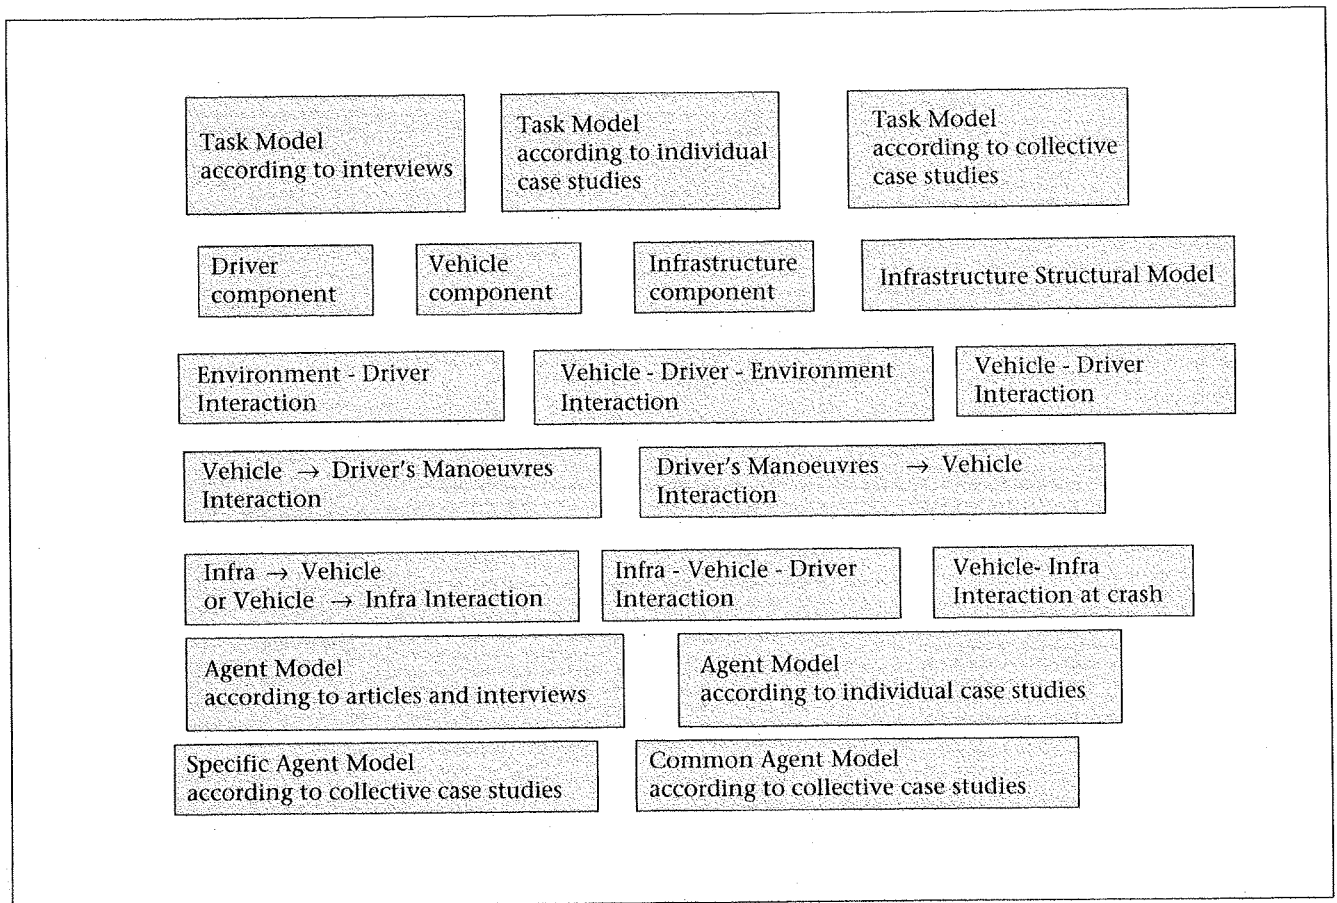 Task Model
according to interviews
Task Model
according to individual
case studies
Task Model
according to collective
case studies
Driver
component
Vehicle
component
Infrastructure
component
Infrastructure Structural Model
Environment - Driver
Interaction
Vehicle - Driver - Environment
Interaction
Vehicle - Driver
Interaction
Vehicle → Driver's Manoeuvres
Interaction
Driver's Manoeuvres → Vehicle
Interaction
Infra → Vehicle
or Vehicle → Infra Interaction
Infra - Vehicle - Driver
Interaction
Vehicle- Infra
Interaction at crash
Agent Model
according to articles and interviews
Agent Model
according to individual case studies
Specific Agent Model
according to collective case studies
Common Agent Model
according to collective case studies